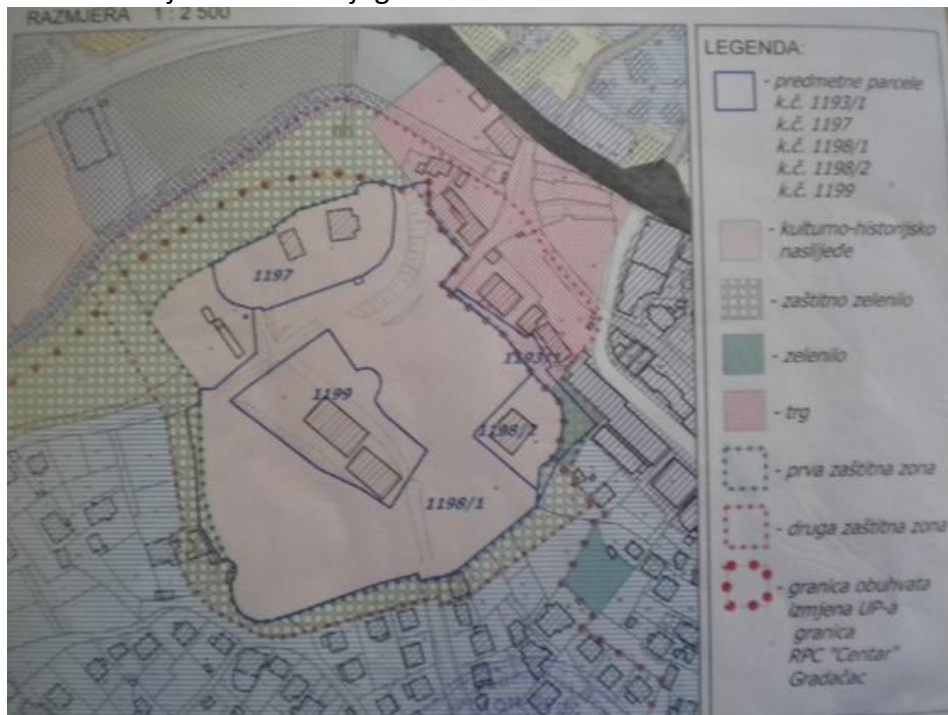 RAZMJERA 1 : 2 500
LEGENDA:
- predmetne parcele
k.č. 1193/1
k.č. 1197
k.č. 1198/1
k.č. 1198/2
k.č. 1199
- kulturno-historijsko
naslijeđe
- zaštitno zelenilo
- zelenilo
- trg
- prva zaštitna zona
- druga zaštitna zona
- granica obuhvata
Izmjena UP-a
granica
RPC "Centar"
Gradačac
1197
1193/1
1199
1198/2
1198/1